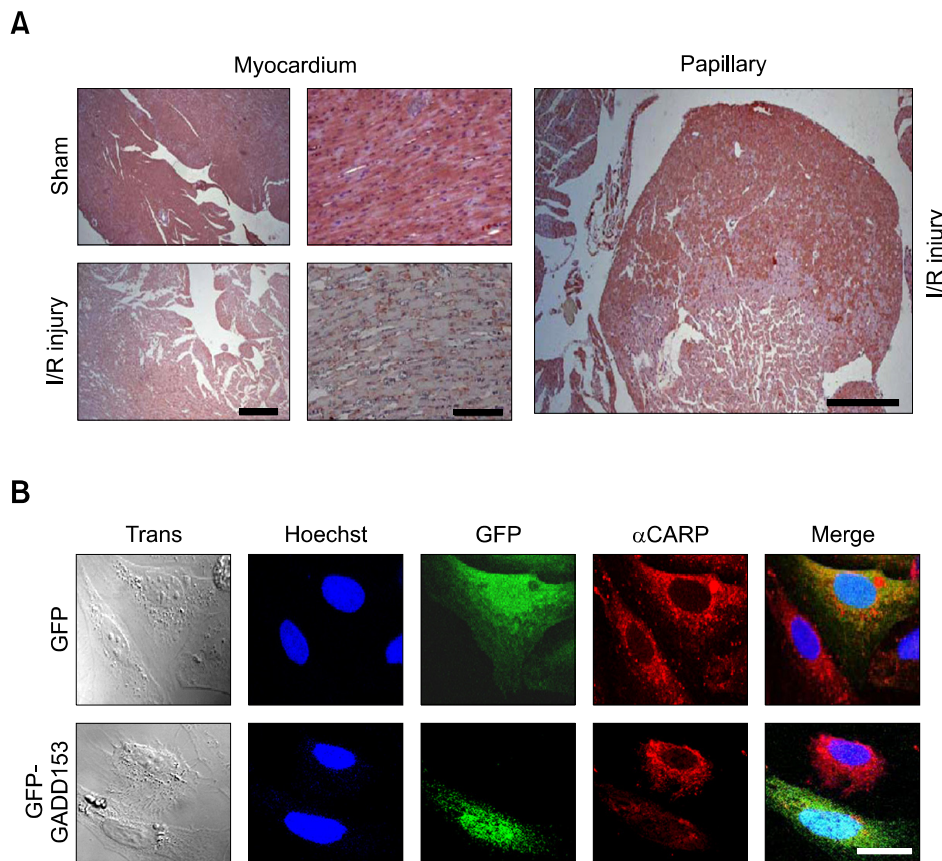 A
Myocardium
Papillary
Sham
I/R injury
I/R injury
B
Trans
Hoechst
GFP
αCARP
Merge
GFP
GFP-
GADD153